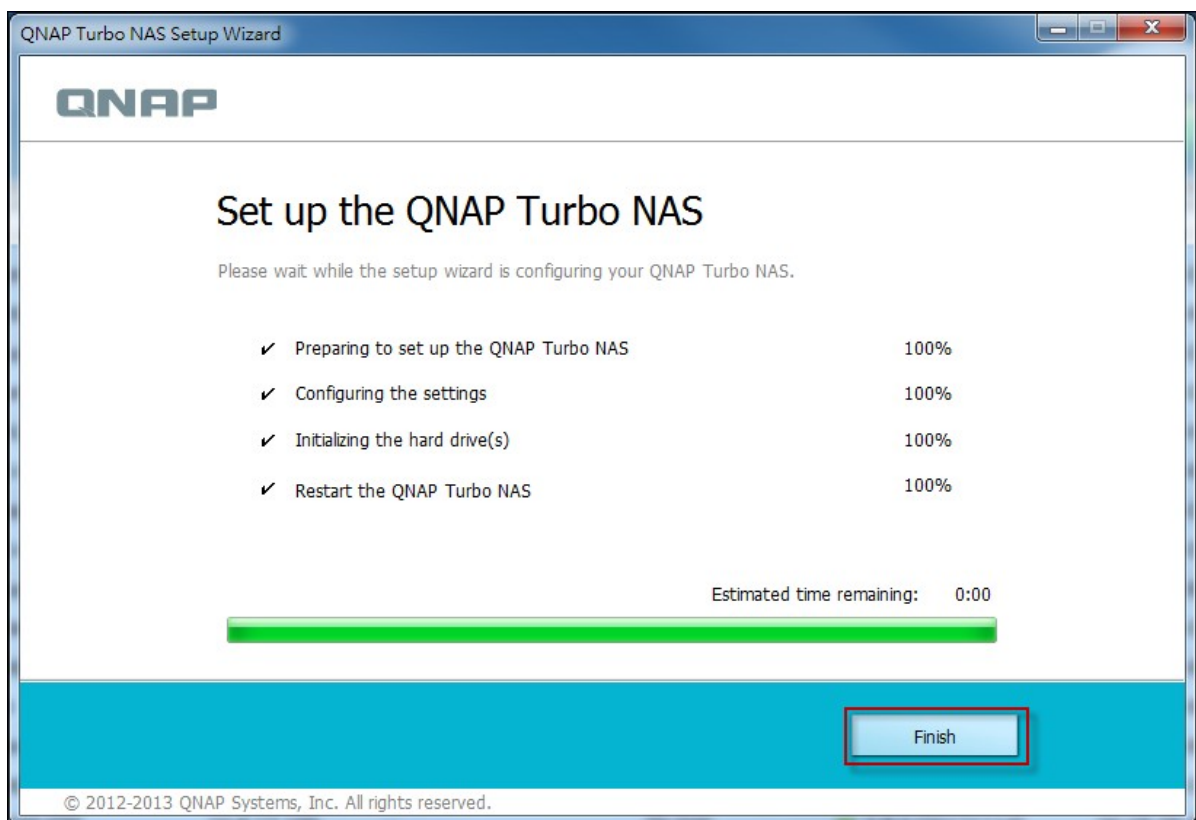 QNAP Turbo NAS Setup Wizard
QNAP
Set up the QNAP Turbo NAS
Please wait while the setup wizard is configuring your QNAP Turbo NAS.
✔ Preparing to set up the QNAP Turbo NAS 100%
✔ Configuring the settings 100%
✔ Initializing the hard drive(s) 100%
✔ Restart the QNAP Turbo NAS 100%
Estimated time remaining: 0:00
Finish
© 2012-2013 QNAP Systems, Inc. All rights reserved.